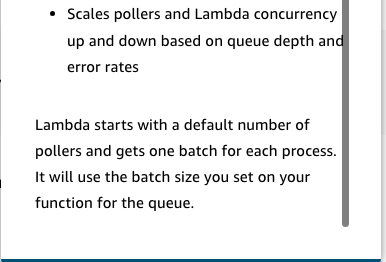 • Scales pollers and Lambda concurrency
up and down based on queue depth and
error rates
Lambda starts with a default number of
pollers and gets one batch for each process.
It will use the batch size you set on your
function for the queue.